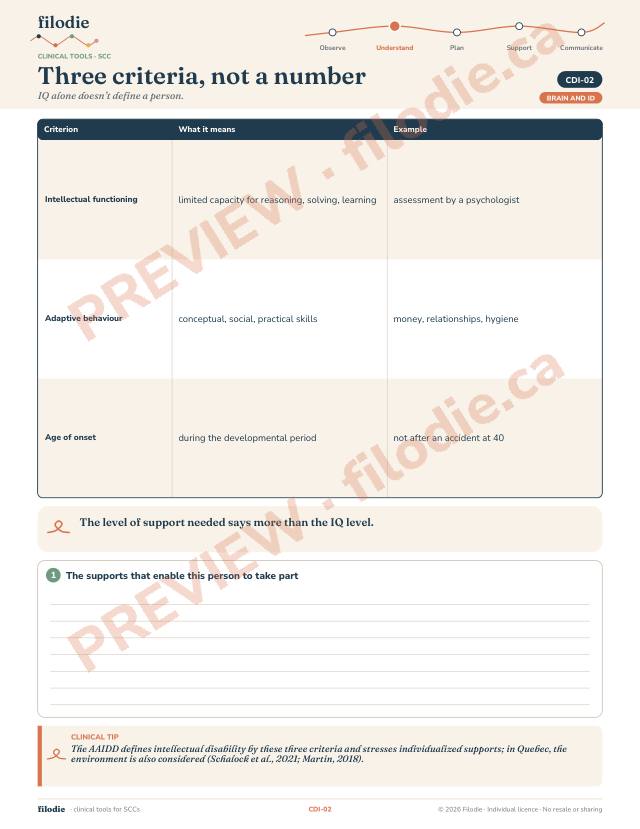 filodie
Observe Understand Plan Support Communicate
CLINICAL TOOLS · SCC
Three criteria, not a number
IQ alone doesn't define a person.
CDI-02
BRAIN AND ID
Criterion What it means Example
Intellectual functioning limited capacity for reasoning, solving, learning assessment by a psychologist
Adaptive behaviour conceptual, social, practical skills money, relationships, hygiene
Age of onset during the developmental period not after an accident at 40
The level of support needed says more than the IQ level.
1 The supports that enable this person to take part
CLINICAL TIP
The AAIDD defines intellectual disability by these three criteria and stresses individualized supports; in Quebec, the
environment is also considered (Schalock et al., 2021; Martin, 2018).
filodie · clinical tools for SCCs CDI-02 © 2026 Filodie · Individual licence · No resale or sharing
PREVIEW · filodie.ca
PREVIEW · filodie.ca